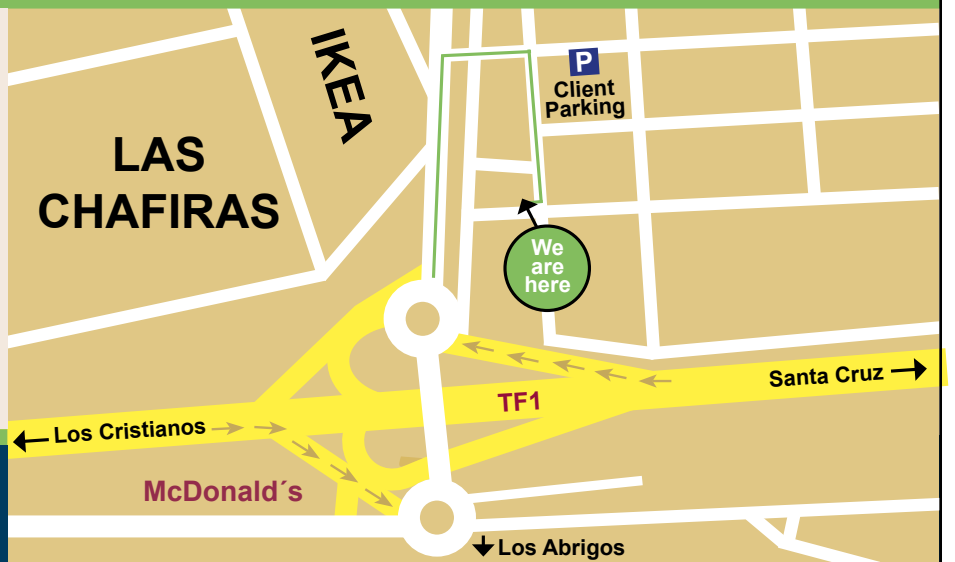 IKEA
P
Client
Parking
LAS
CHAFIRAS
We
are
here
Santa Cruz
TF1
Los Cristianos
McDonald´s
Los Abrigos